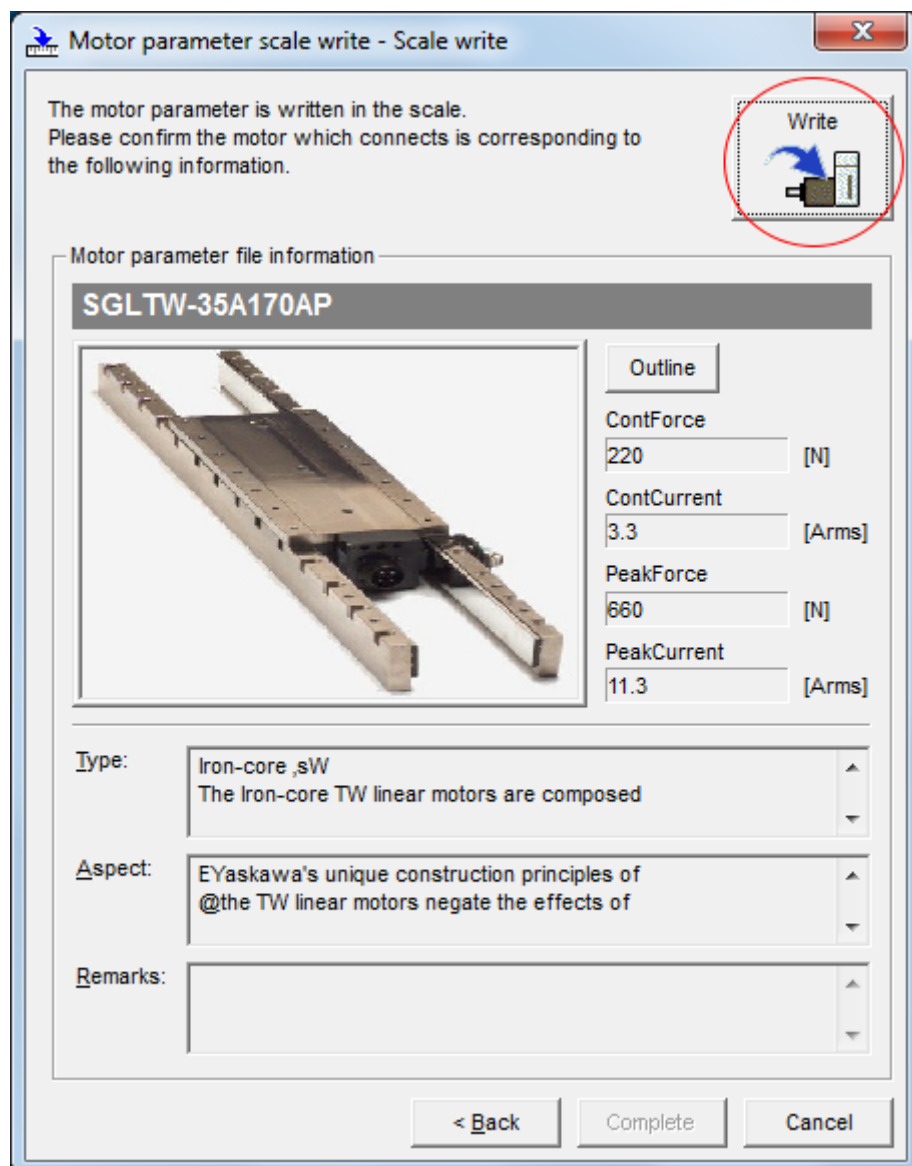 Motor parameter scale write - Scale write
The motor parameter is written in the scale.
Please confirm the motor which connects is corresponding to
the following information.
Write
Motor parameter file information
SGLTW-35A170AP
Outline
ContForce
220 [N]
ContCurrent
3.3 [Arms]
PeakForce
660 [N]
PeakCurrent
11.3 [Arms]
Type:
Iron-core ,sW
The Iron-core TW linear motors are composed
Aspect:
EYaskawa's unique construction principles of
@the TW linear motors negate the effects of
Remarks:
< Back
Complete
Cancel